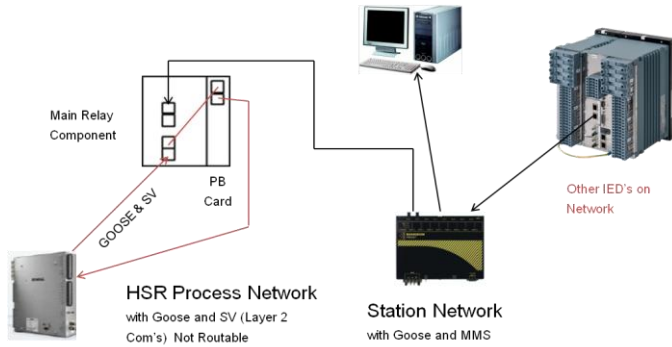 Main Relay
Component
PB
Card
GOOSE & SV
Other IED's on
Network
HSR Process Network
with Goose and SV (Layer 2
Com's)  Not Routable
Station Network
with Goose and MMS